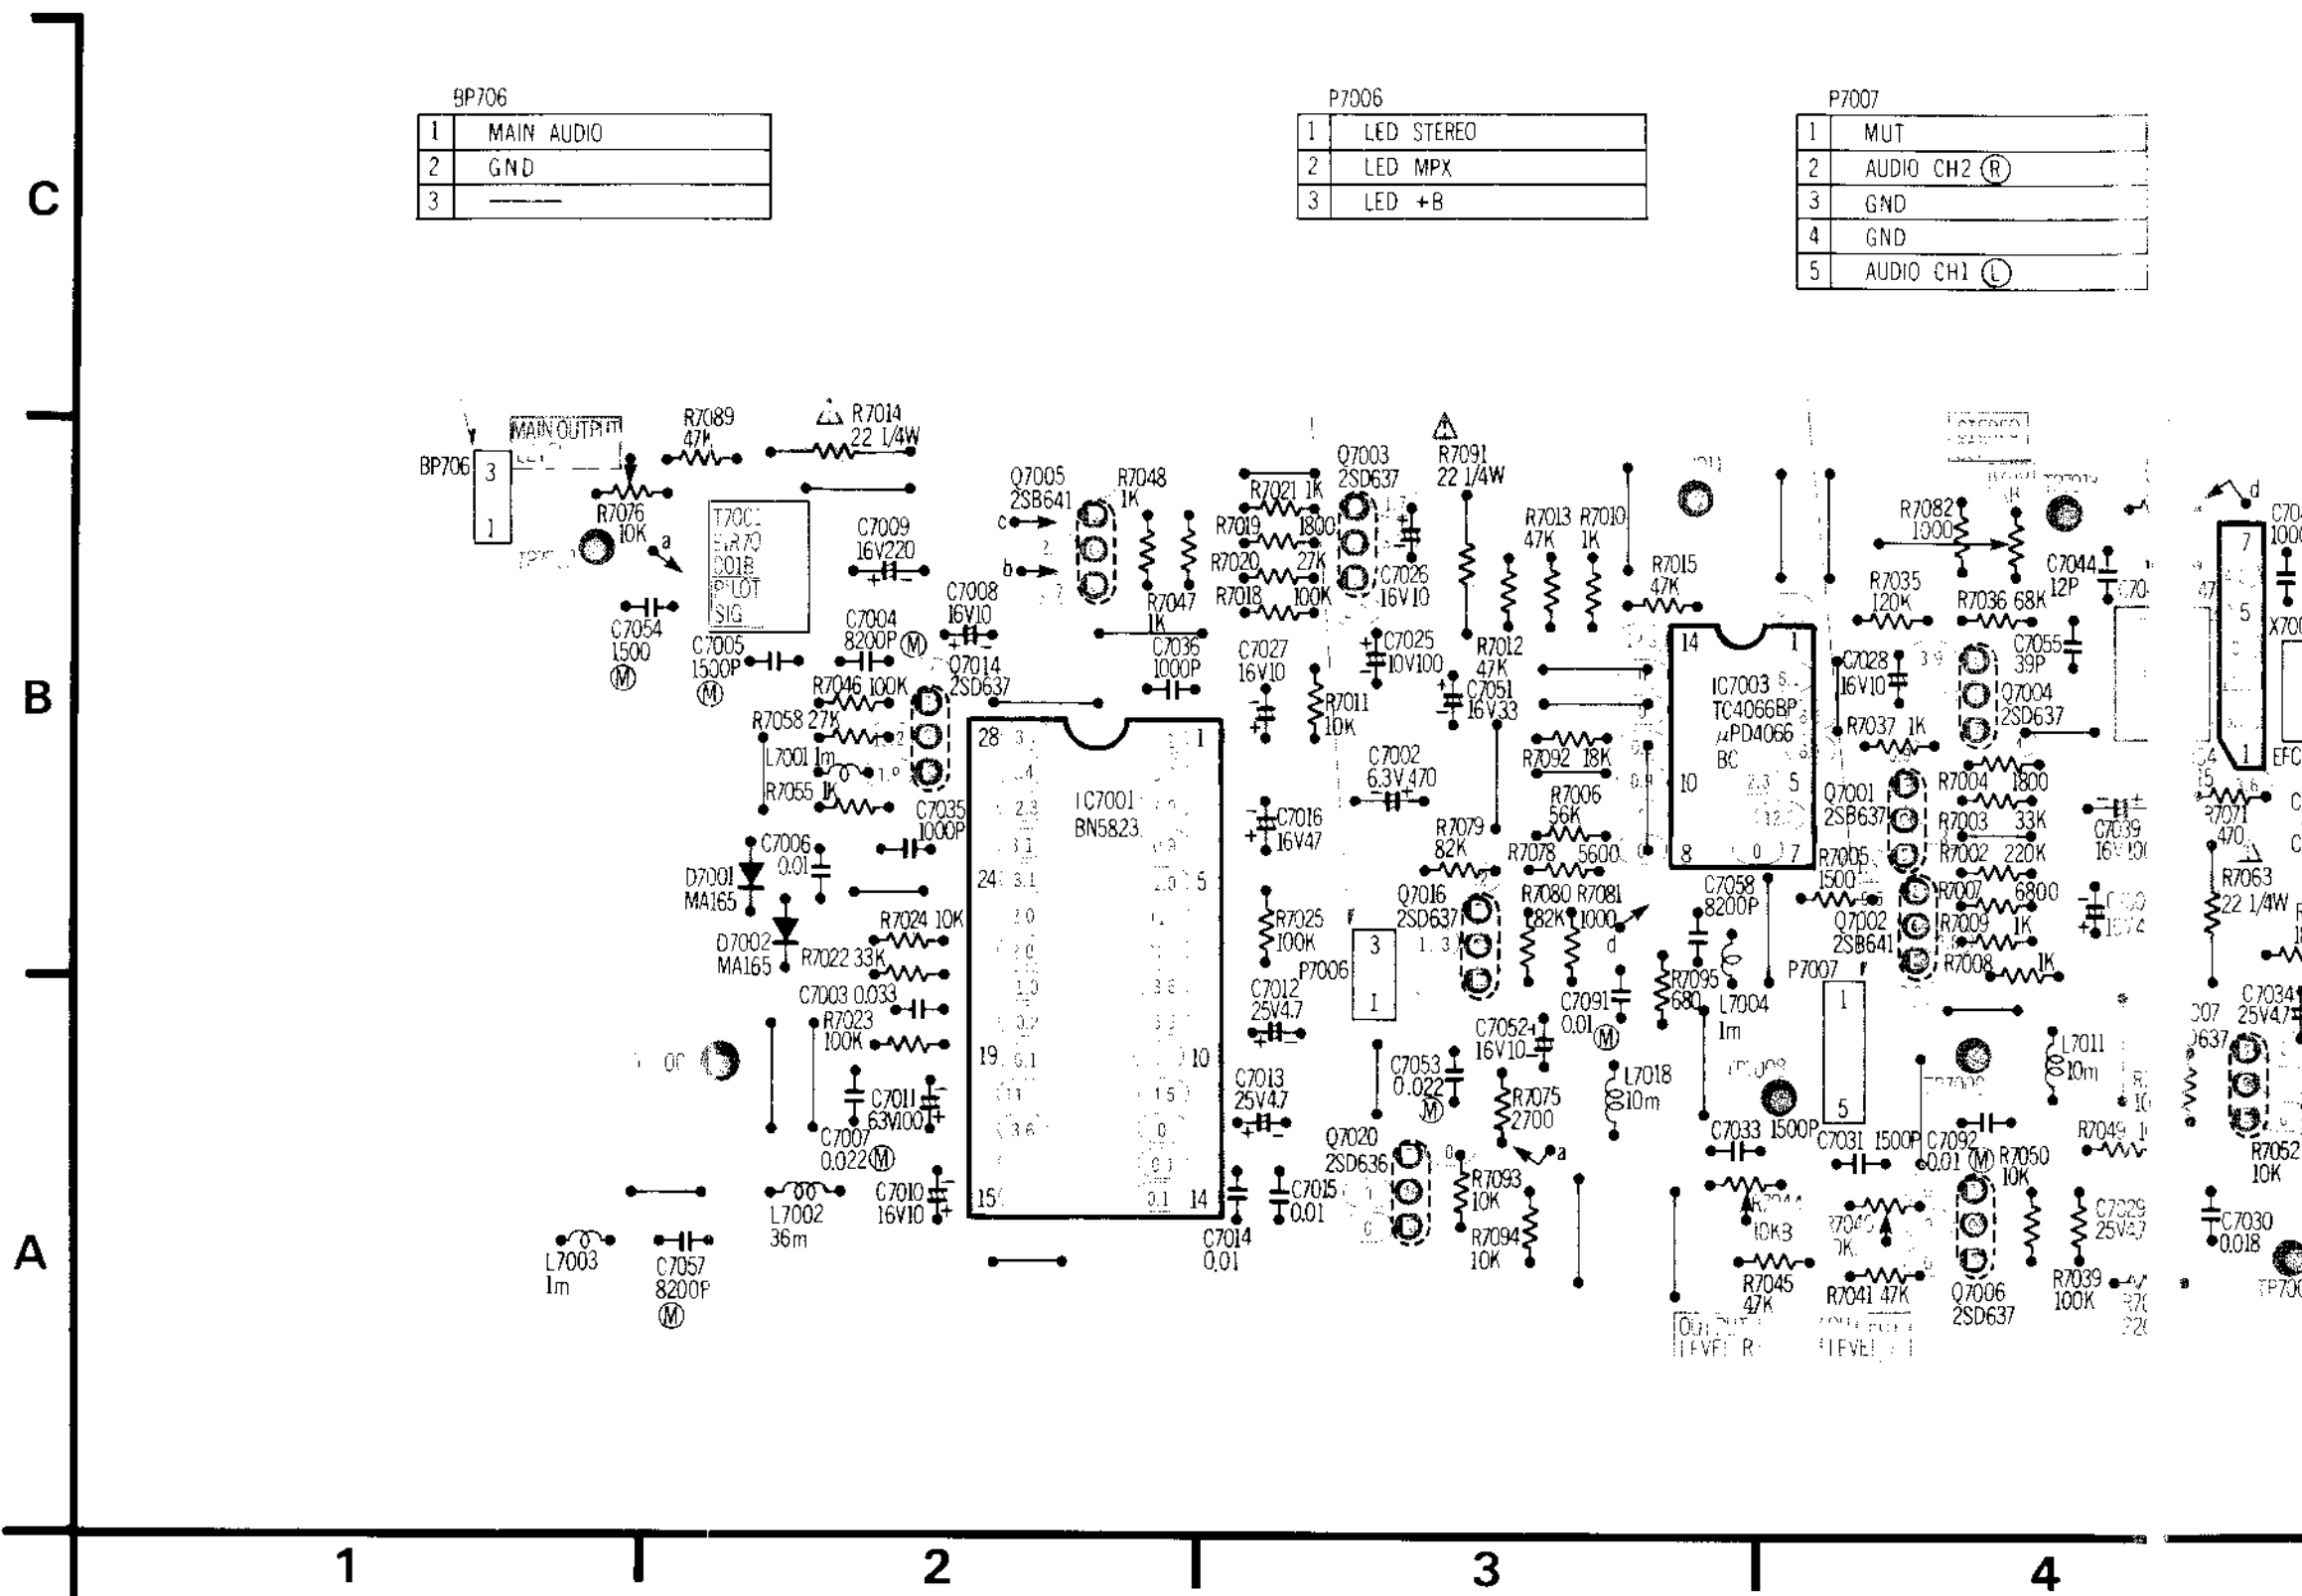 C
BP706
1 MAIN AUDIO
2 GND
3
P7006
1 LED STEREO
2 LED MPX
3 LED +B
P7007
1 MUT
2 AUDIO CH2 (R)
3 GND
4 GND
5 AUDIO CH1 (L)
BP706
3
1
MAIN OUTPUT
R7089
47K
R7014
22 1/4W
R7076
10K
a
T7001
PILOT
SIG
C7009
16V220
Q7005
2SB641
c
b
R7048
1K
R7021 1K
R7019 1800
R7020 27K
R7018 100K
Q7003
2SD637
R7091
22 1/4W
C7026
16V10
R7013
47K
R7010
1K
R7015
47K
R7082
1000
R7035
120K
C7044
12P
R7036 68K
C7055
39P
d
7
5
1
B
C7054
1500
(M)
C7005
1500P
(M)
C7004
8200P (M)
C7008
16V10
Q7014
2SD637
R7047
1K
C7036
1000P
C7027
16V10
C7025
10V100
R7012
47K
R7011
10K
C7051
16V33
14 1
IC7003
TC4066BP
µPD4066
BC
10 5
8 7
C7028
16V10
3.9
Q7004
2SD637
R7037 1K
R7046 100K
R7058 27K
L7001 1m
R7055 1K
C7035
1000P
28 1
IC7001
BN5823
24 5
19 10
15 14
C7002
6.3V 470
R7092 18K
R7006
56K
C7016
16V47
R7079
82K
R7078 5600
Q7001
2SB637
R7004 1800
R7003 33K
R7002 220K
R7007 6800
R7009 1K
R7008 1K
C7039
R7071
470
R7063
22 1/4W
C7006
0.01
D7001
MA165
D7002
MA165
R7024 10K
R7022 33K
C7003 0.033
R7023
100K
R7025
100K
P7006
3
1
Q7016
2SD637
R7080
82K
R7081
1000
d
C7058
8200P
R7005
1500
Q7002
2SB641
P7007
1
5
C7012
25V4.7
C7052
16V10
C7091
0.01 (M)
R7095
680
L7004
1m
L7011
10m
C7034
25V4.7
C7011
63V100
C7007
0.022 (M)
C7013
25V4.7
C7053
0.022
(M)
R7075
2700
L7018
10m
C7033 1500P
C7031 1500P
C7092
0.01 (M)
R7050
10K
R7049
R7052
10K
A
L7003
1m
C7057
8200P
(M)
L7002
36m
C7010
16V10
C7014
0.01
C7015
0.01
Q7020
2SD636
a
R7093
10K
R7094
10K
10KB
R7045
47K
R7041 47K
Q7006
2SD637
R7039
100K
C7029
25V4.7
C7030
0.018
LEVEL R
LEVEL
1 2 3 4